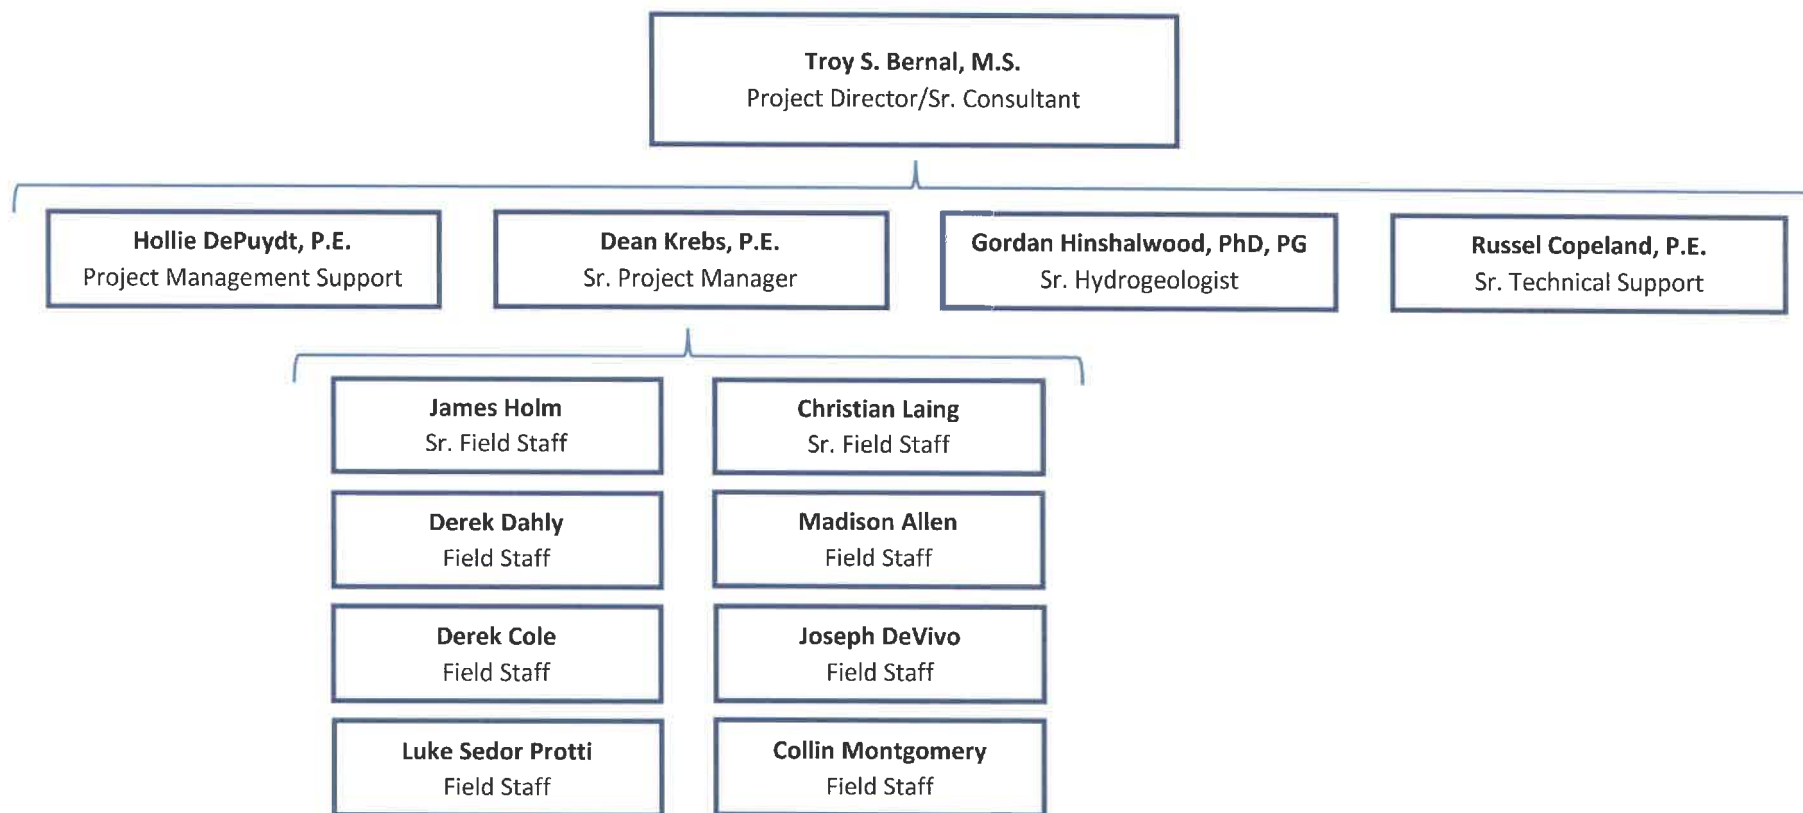 Troy S. Bernal, M.S.
Project Director/Sr. Consultant
Hollie DePuydt, P.E.
Project Management Support
Dean Krebs, P.E.
Sr. Project Manager
Gordan Hinshalwood, PhD, PG
Sr. Hydrogeologist
Russel Copeland, P.E.
Sr. Technical Support
James Holm
Sr. Field Staff
Christian Laing
Sr. Field Staff
Derek Dahly
Field Staff
Madison Allen
Field Staff
Derek Cole
Field Staff
Joseph DeVivo
Field Staff
Luke Sedor Protti
Field Staff
Collin Montgomery
Field Staff